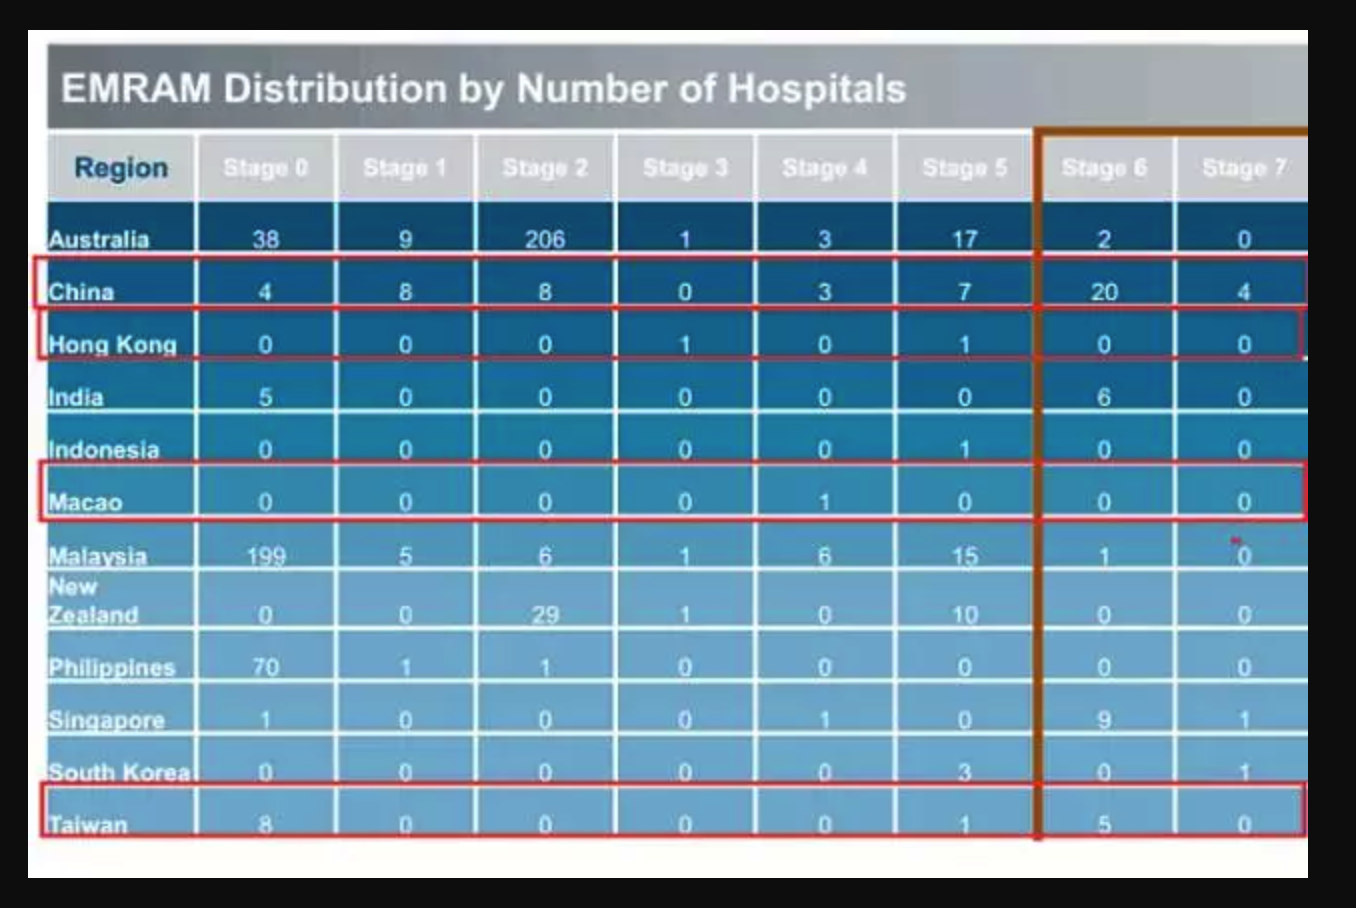 EMRAM Distribution by Number of Hospitals
Region Stage 0 Stage 1 Stage 2 Stage 3 Stage 4 Stage 5 Stage 6 Stage 7
Australia 38 9 206 1 3 17 2 0
China 4 8 8 0 3 7 20 4
Hong Kong 0 0 0 1 0 1 0 0
India 5 0 0 0 0 0 6 0
Indonesia 0 0 0 0 0 1 0 0
Macao 0 0 0 0 1 0 0 0
Malaysia 199 5 6 1 6 15 1 0
New
Zealand 0 0 29 1 0 10 0 0
Philippines 70 1 1 0 0 0 0 0
Singapore 1 0 0 0 1 0 9 1
South Korea 0 0 0 0 0 3 0 1
Taiwan 8 0 0 0 0 1 5 0